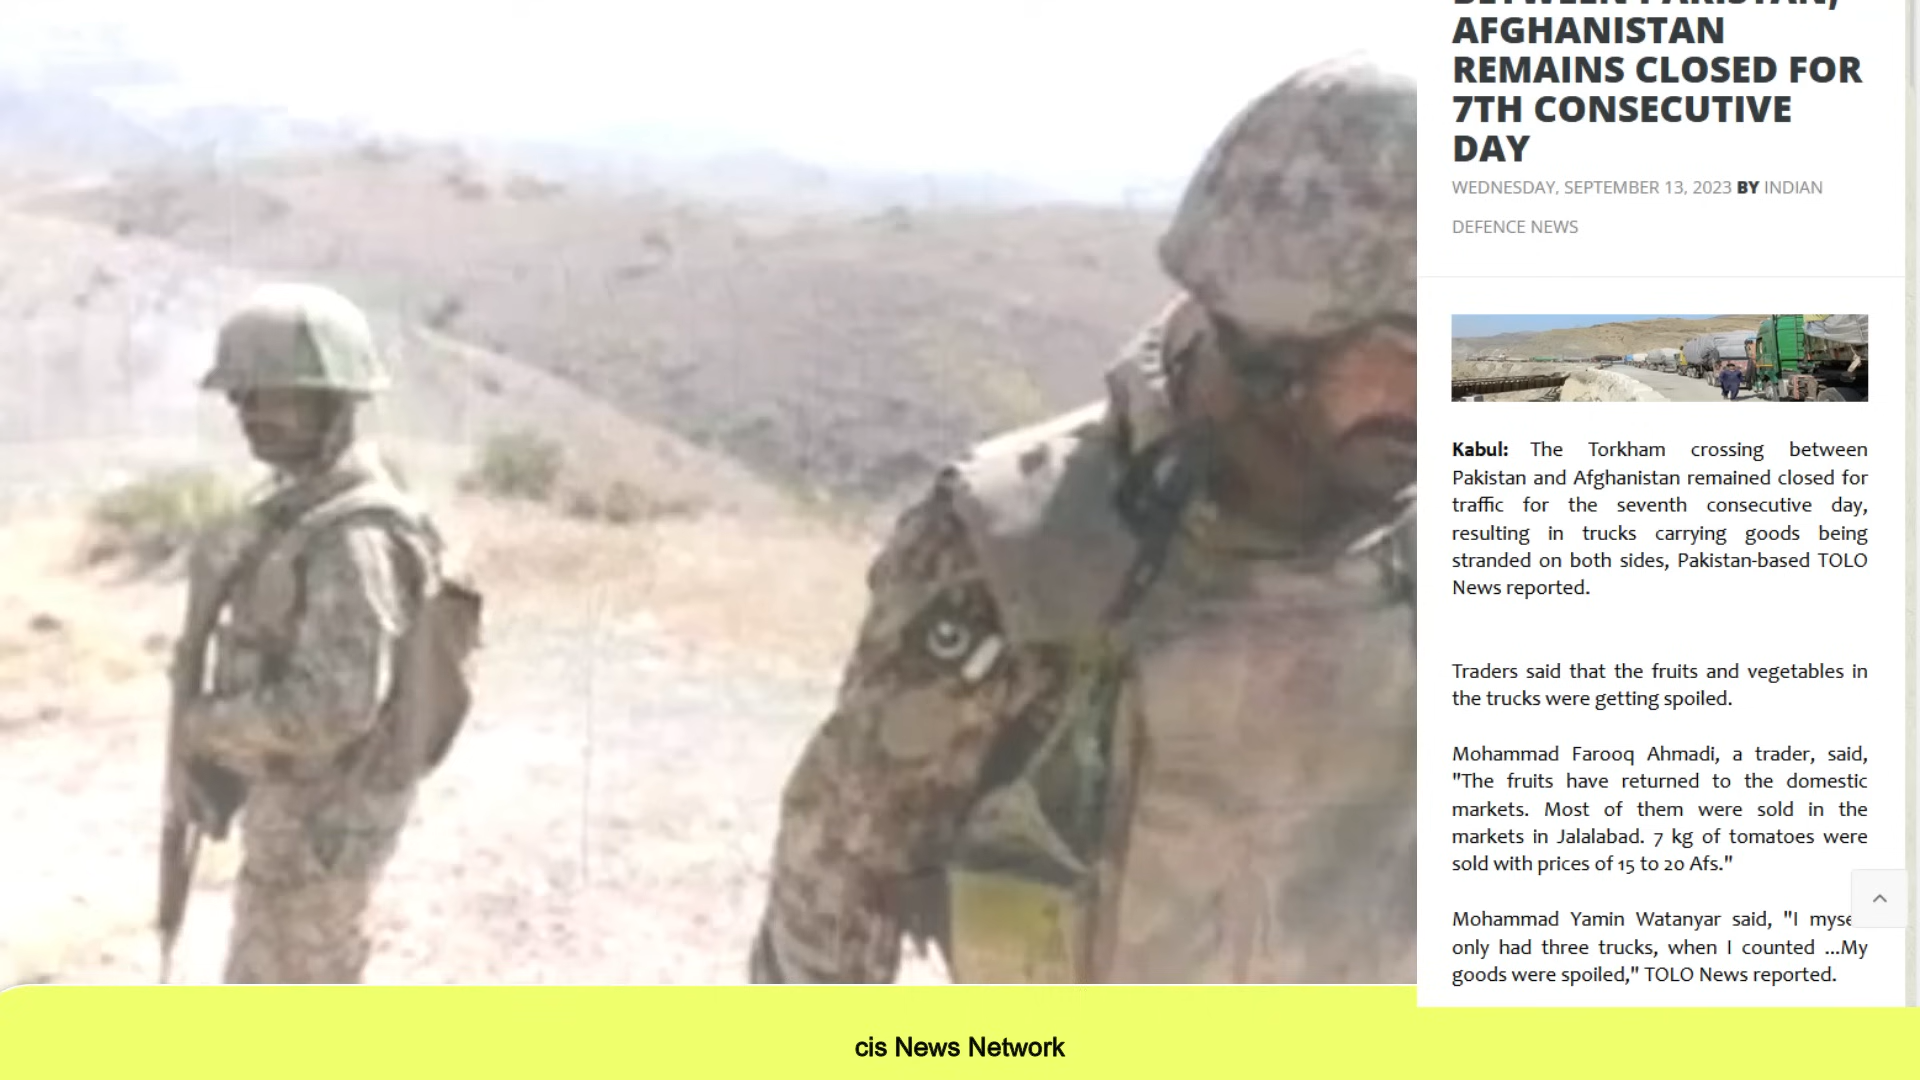 AFGHANISTAN
REMAINS CLOSED FOR
7TH CONSECUTIVE
DAY
WEDNESDAY, SEPTEMBER 13, 2023 BY INDIAN
DEFENCE NEWS
Kabul: The Torkham crossing between
Pakistan and Afghanistan remained closed for
traffic for the seventh consecutive day,
resulting in trucks carrying goods being
stranded on both sides, Pakistan-based TOLO
News reported.
Traders said that the fruits and vegetables in
the trucks were getting spoiled.
Mohammad Farooq Ahmadi, a trader, said,
"The fruits have returned to the domestic
markets. Most of them were sold in the
markets in Jalalabad. 7 kg of tomatoes were
sold with prices of 15 to 20 Afs."
Mohammad Yamin Watanyar said, "I myse
only had three trucks, when I counted ...My
goods were spoiled," TOLO News reported.
cis News Network